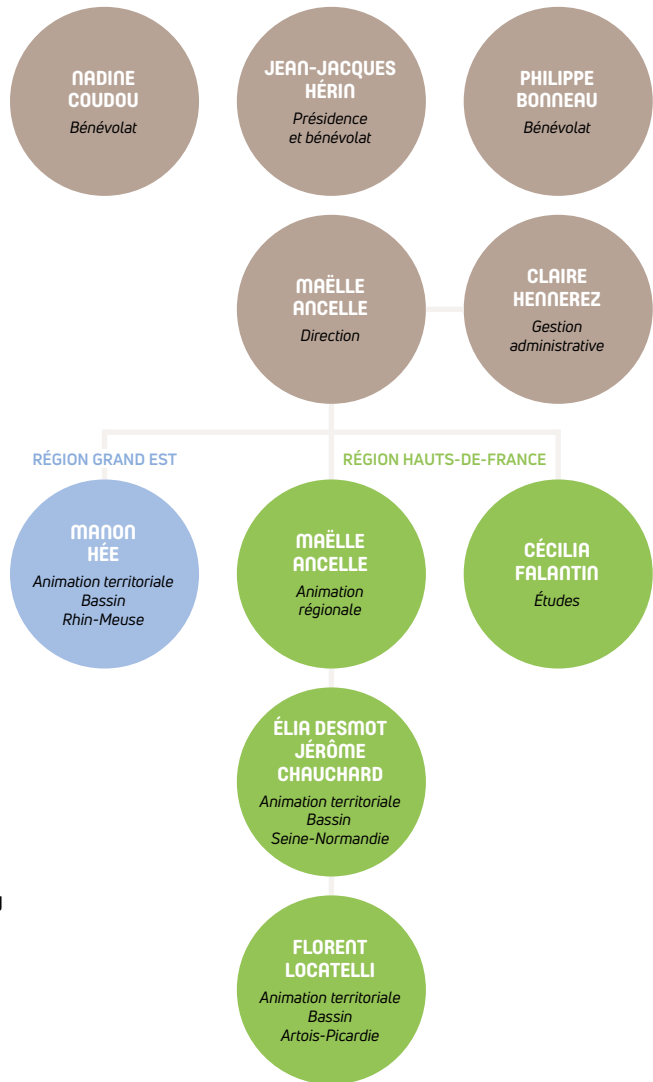 NADINE
COUDOU
Bénévolat
JEAN-JACQUES
HÉRIN
Présidence
et bénévolat
PHILIPPE
BONNEAU
Bénévolat
MAËLLE
ANCELLE
Direction
CLAIRE
HENNEREZ
Gestion
administrative
RÉGION GRAND EST
RÉGION HAUTS-DE-FRANCE
MANON
HÉE
Animation territoriale
Bassin
Rhin-Meuse
MAËLLE
ANCELLE
Animation
régionale
CÉCILIA
FALANTIN
Études
ÉLIA DESMOT
JÉRÔME
CHAUCHARD
Animation territoriale
Bassin
Seine-Normandie
FLORENT
LOCATELLI
Animation territoriale
Bassin
Artois-Picardie